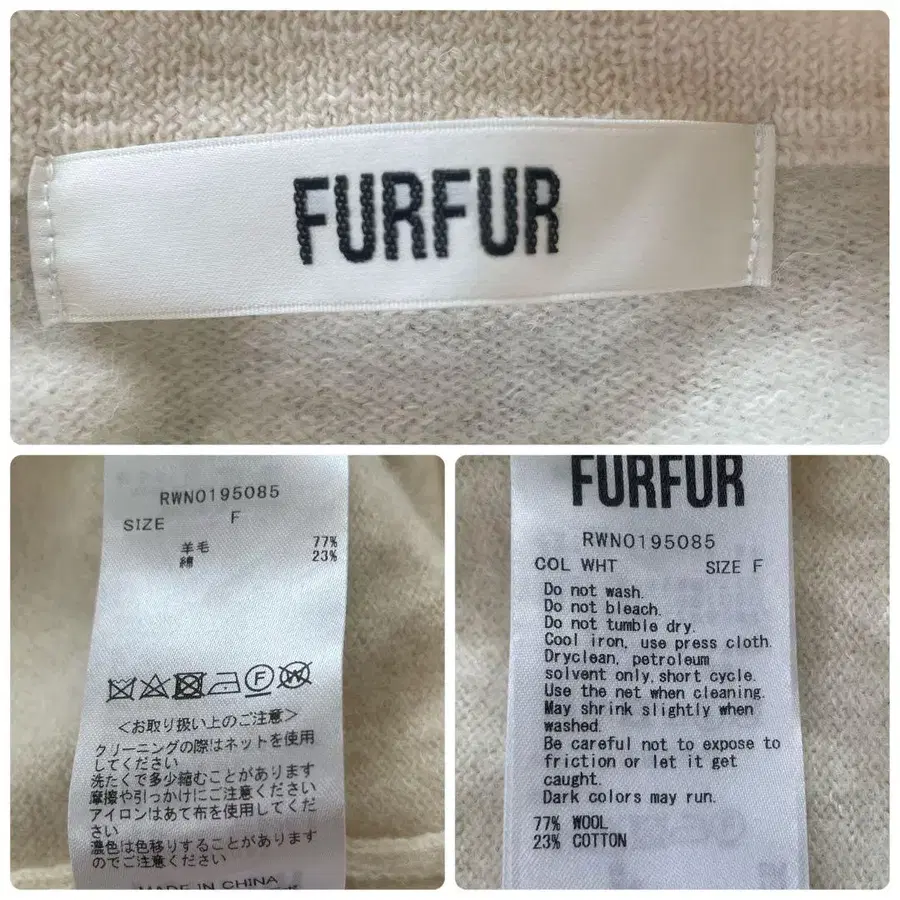 FURFUR
RWN0195085
SIZE F
羊毛 77%
綿 23%
<お取り扱い上のご注意>
クリーニングの際はネットを使用
してください
洗たくで多少縮むことがあります
摩擦や引っかけにご注意ください
アイロンはあて布を使用してくだ
さい
濃色は色移りすることがあります
のでご注意ください
MADE IN CHINA
FURFUR
RWN0195085
COL WHT SIZE F
Do not wash.
Do not bleach.
Do not tumble dry.
Cool iron, use press cloth.
Dryclean, petroleum
solvent only, short cycle.
Use the net when cleaning.
May shrink slightly when
washed.
Be careful not to expose to
friction or let it get
caught.
Dark colors may run.
77% WOOL
23% COTTON